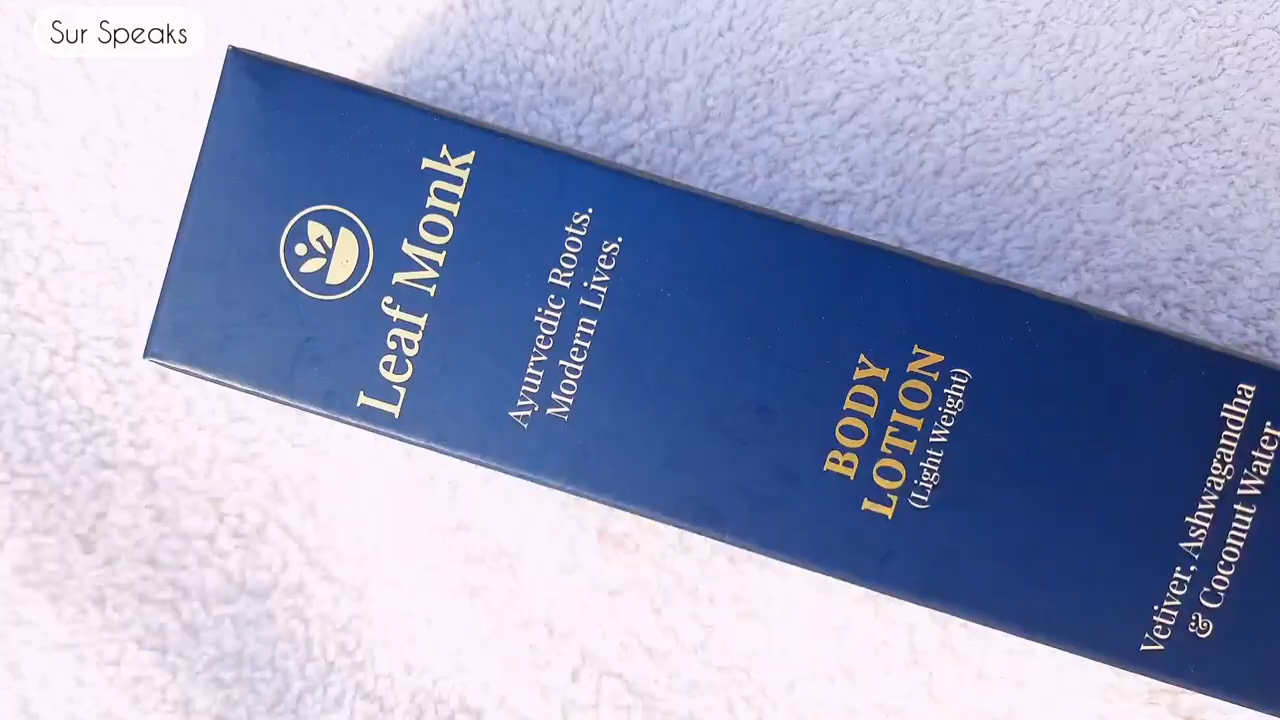 Sur Speaks
Leaf Monk
Ayurvedic Roots.
Modern Lives.
BODY
LOTION
(Light Weight)
Vetiver, Ashwagandha
& Coconut Water